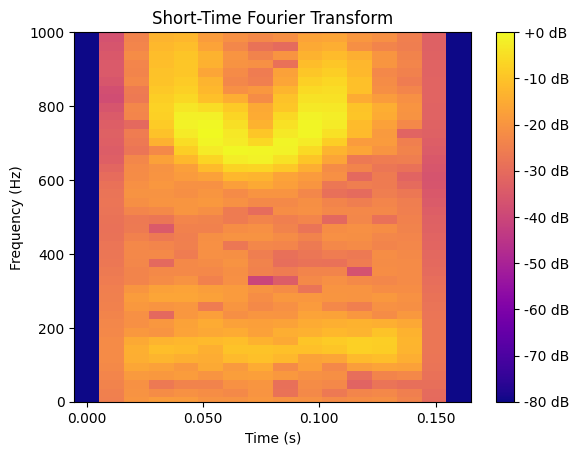 Short-Time Fourier Transform
1000
800
600
400
200
0
Frequency (Hz)
0.000
0.050
0.100
0.150
Time (s)
+0 dB
-10 dB
-20 dB
-30 dB
-40 dB
-50 dB
-60 dB
-70 dB
-80 dB